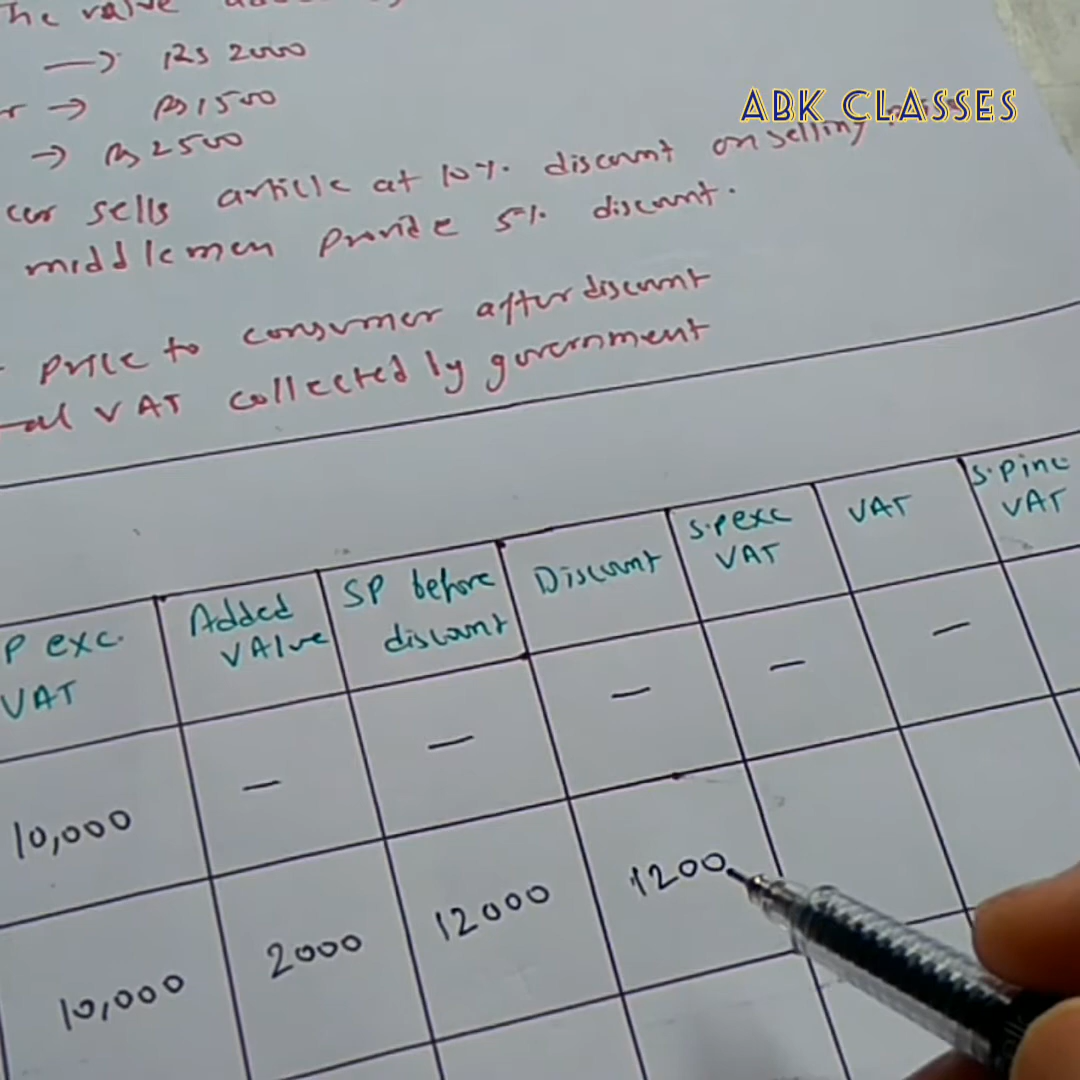 The value
→ Rs 2000
ABK CLASSES
r → Rs 1500
→ Rs 2500
cer sells article at 10% discount on selling
middlemen provide 5% discount.
price to consumer after discount
al VAT collected by government
P exc. VAT
Added VAlue
SP before discount
Discount
S.P exc VAT
VAT
S.P inc VAT
10,000 — — — — —
10,000 2000 12000 1200